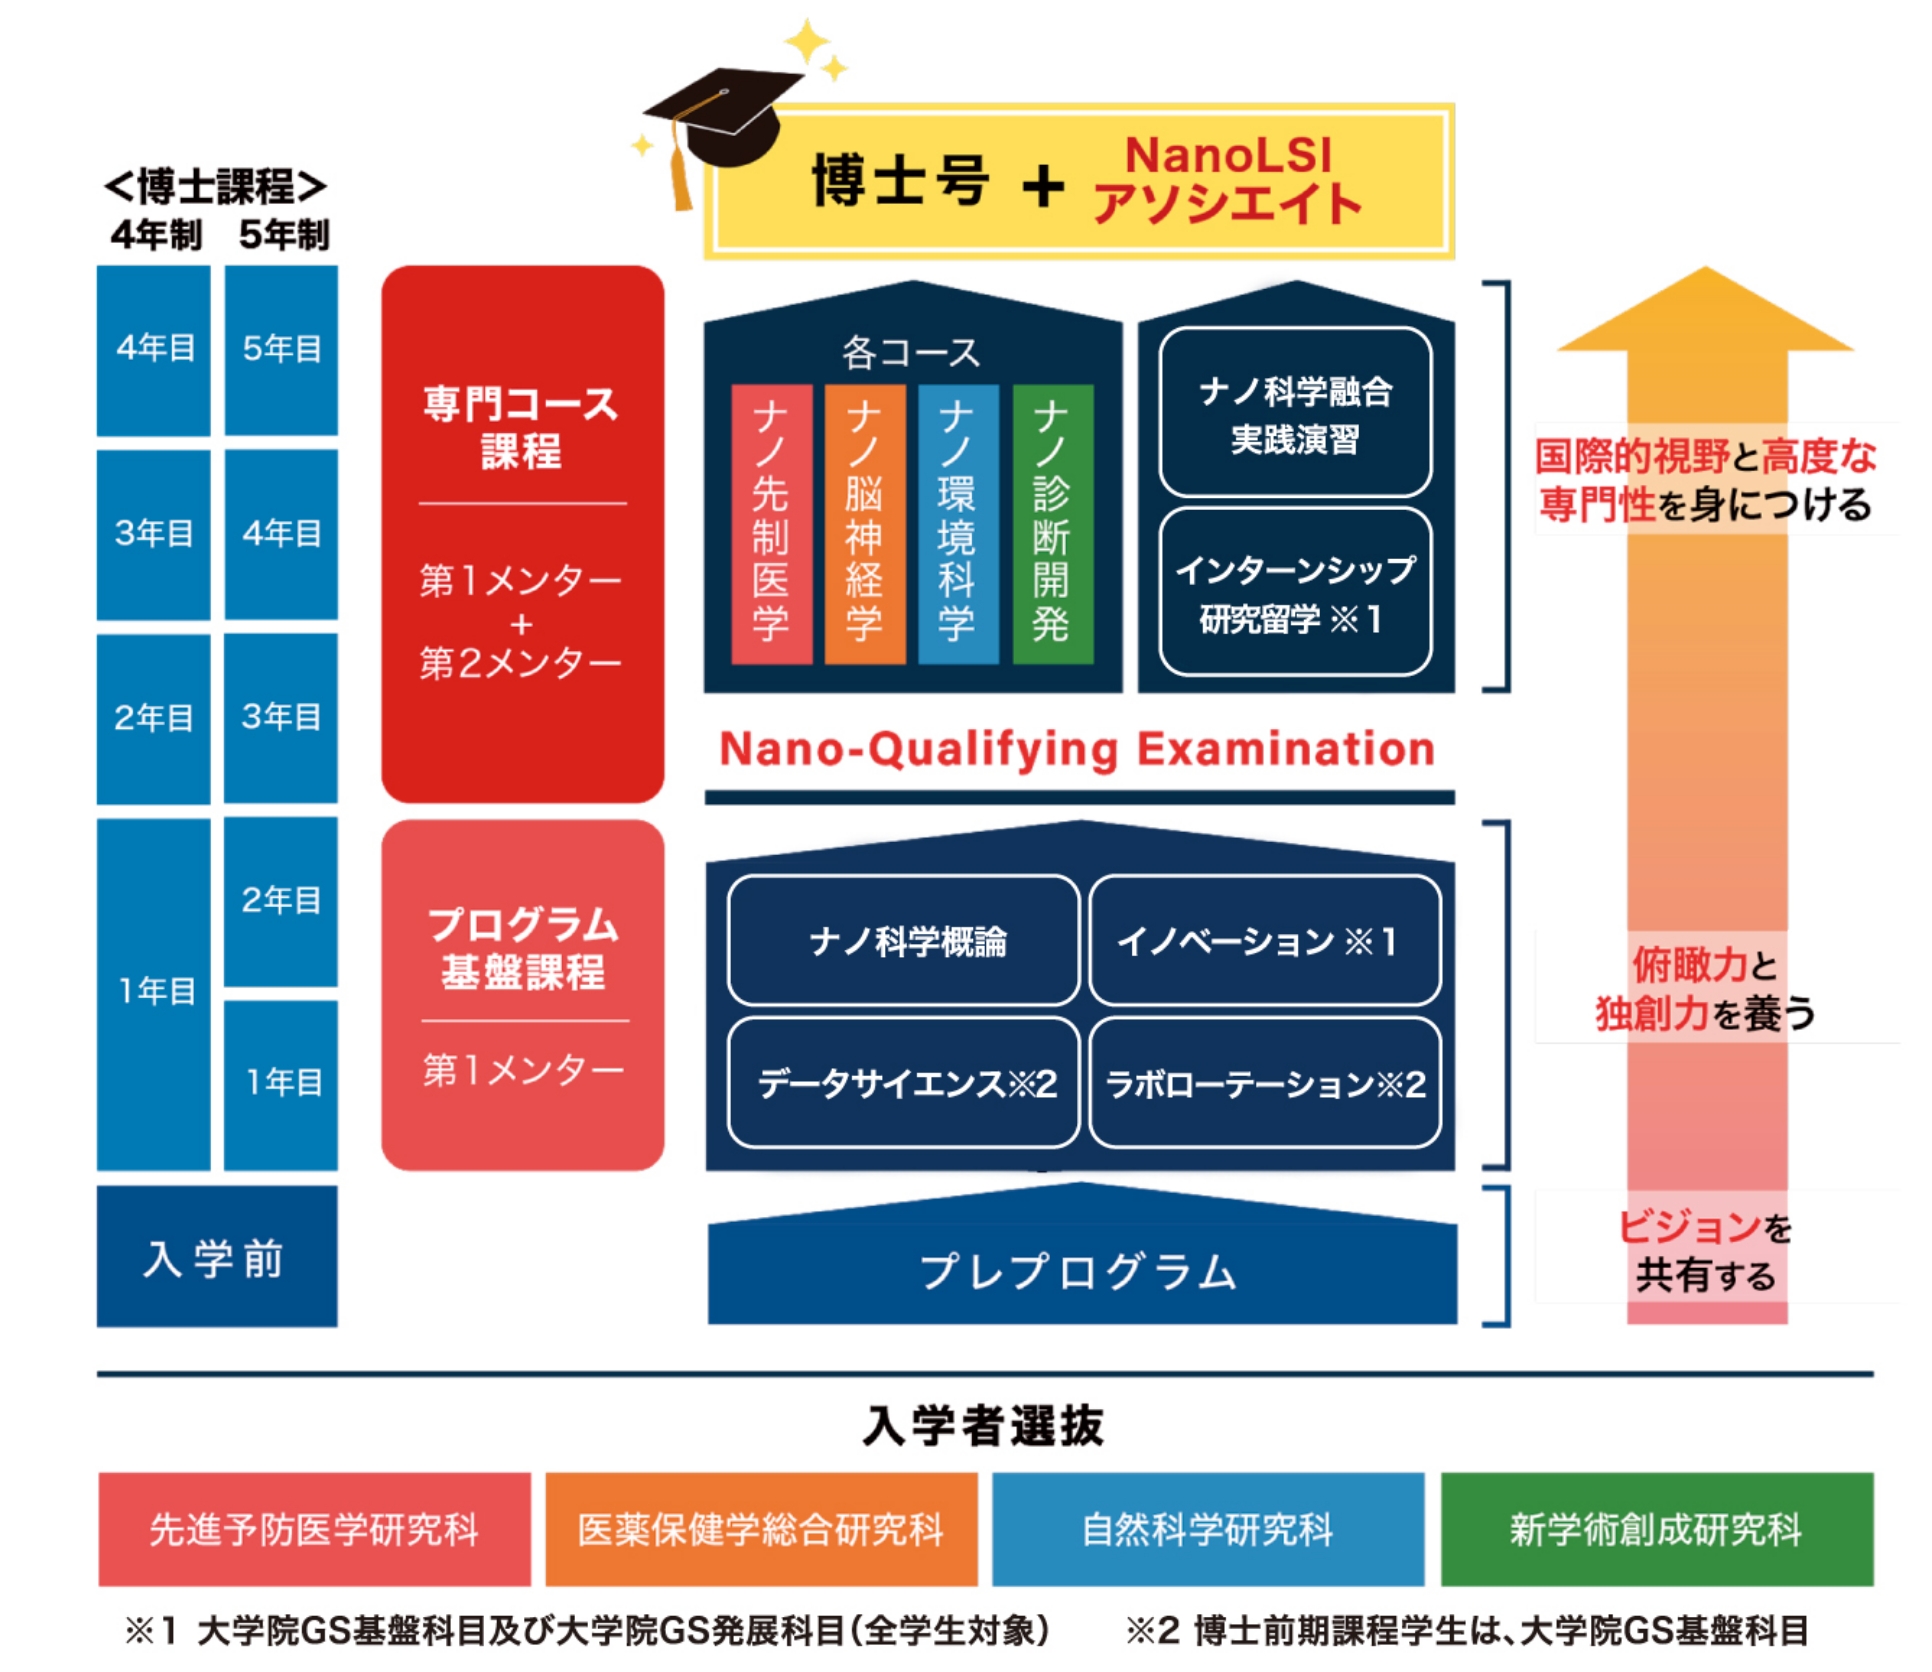 博士号 + NanoLSI
アソシエイト
＜博士課程＞
4年制 5年制
4年目
5年目
3年目
4年目
2年目
3年目
1年目
2年目
1年目
入学前
専門コース
課程
第1メンター
+
第2メンター
プログラム
基盤課程
第1メンター
各コース
ナノ先制医学
ナノ脳神経学
ナノ環境科学
ナノ診断開発
ナノ科学融合
実践演習
インターンシップ
研究留学 ※1
Nano-Qualifying Examination
ナノ科学概論
イノベーション ※1
データサイエンス※2
ラボローテーション※2
プレプログラム
国際的視野と高度な
専門性を身につける
俯瞰力と
独創力を養う
ビジョンを
共有する
入学者選抜
先進予防医学研究科
医薬保健学総合研究科
自然科学研究科
新学術創成研究科
※1 大学院GS基盤科目及び大学院GS発展科目（全学生対象）
※2 博士前期課程学生は、大学院GS基盤科目